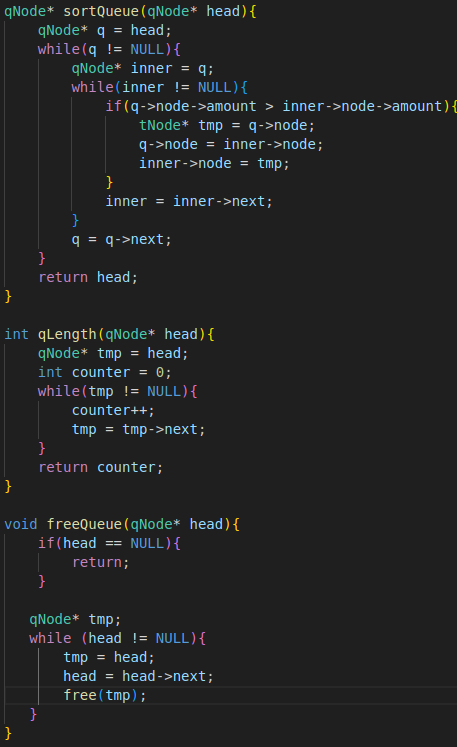 qNode* sortQueue(qNode* head){
    qNode* q = head;
    while(q != NULL){
        qNode* inner = q;
        while(inner != NULL){
            if(q->node->amount > inner->node->amount){
                tNode* tmp = q->node;
                q->node = inner->node;
                inner->node = tmp;
            }
            inner = inner->next;
        }
        q = q->next;
    }
    return head;
}

int qLength(qNode* head){
    qNode* tmp = head;
    int counter = 0;
    while(tmp != NULL){
        counter++;
        tmp = tmp->next;
    }
    return counter;
}

void freeQueue(qNode* head){
    if(head == NULL){
        return;
    }

   qNode* tmp;
   while (head != NULL){
       tmp = head;
       head = head->next;
       free(tmp);
   }
}